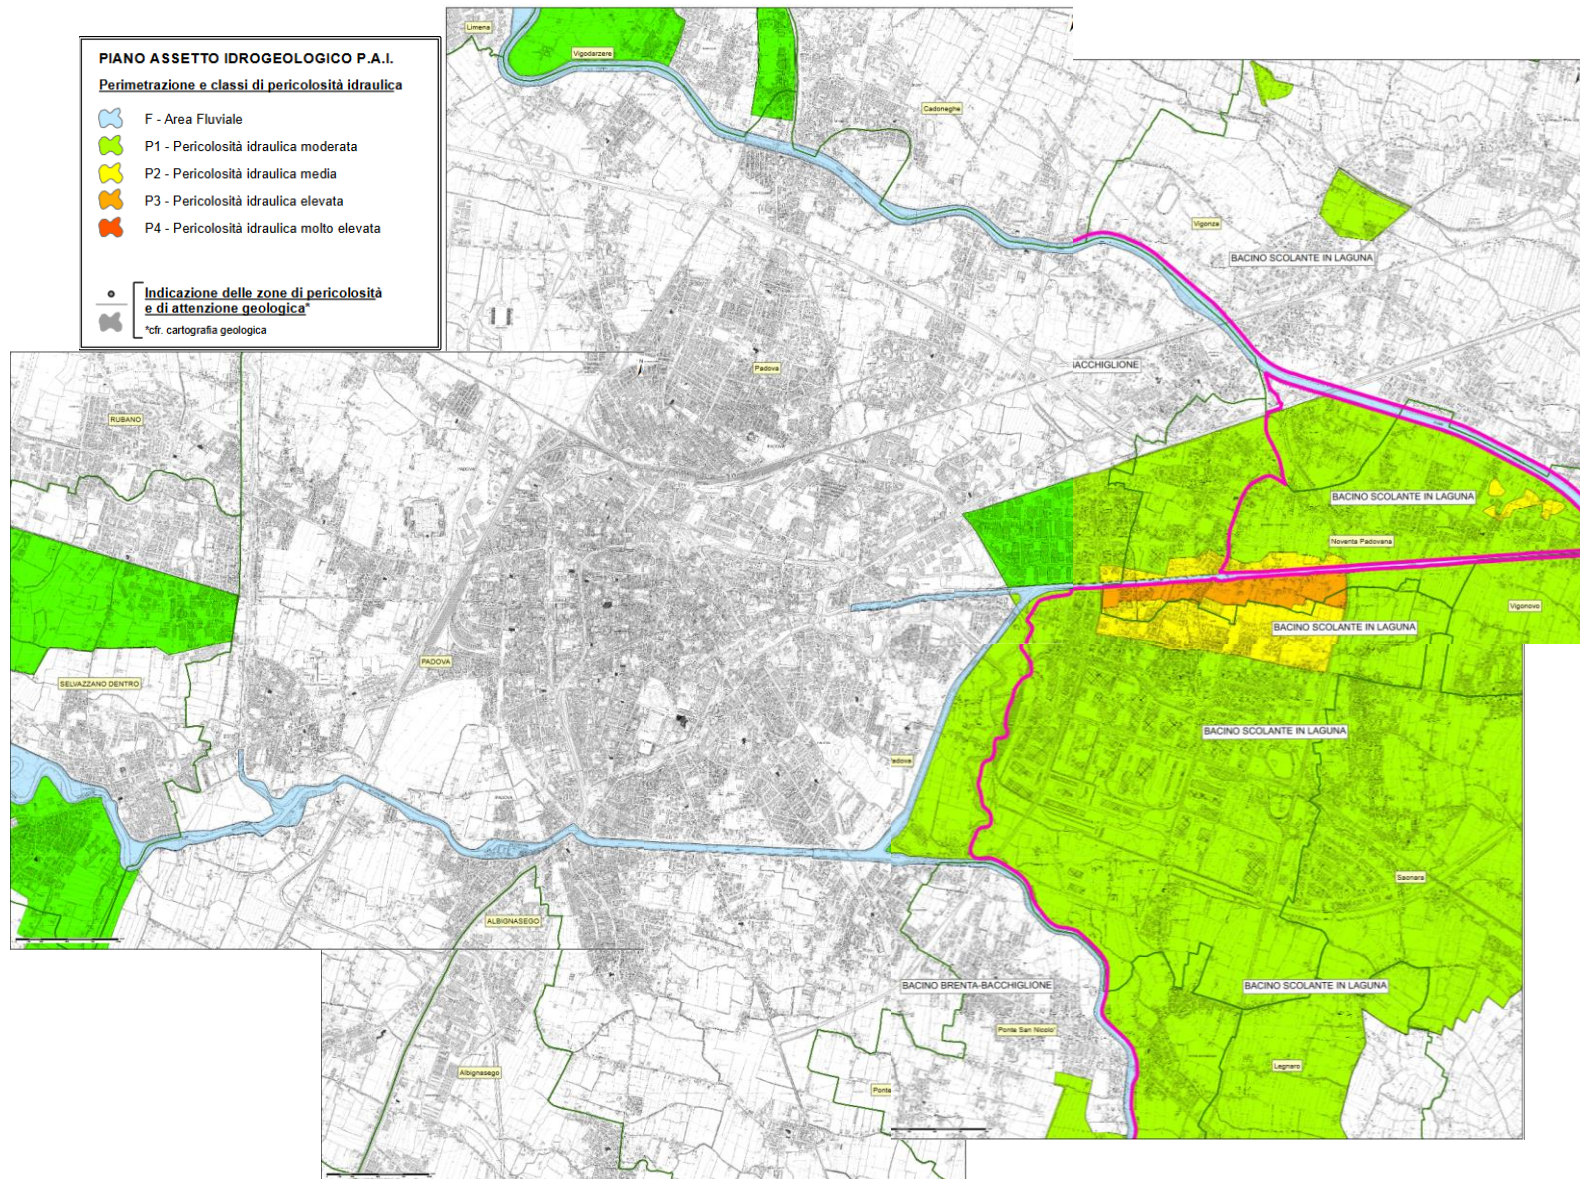 PIANO ASSETTO IDROGEOLOGICO P.A.I.
Perimetrazione e classi di pericolosità idraulica
F - Area Fluviale
P1 - Pericolosità idraulica moderata
P2 - Pericolosità idraulica media
P3 - Pericolosità idraulica elevata
P4 - Pericolosità idraulica molto elevata
Indicazione delle zone di pericolosità
e di attenzione geologica*
*cfr. cartografia geologica
Limena
Vigodarzere
Cadoneghe
Vigonza
BACINO SCOLANTE IN LAGUNA
Padova
IACCHIGLIONE
RUBANO
BACINO SCOLANTE IN LAGUNA
Noventa Padovana
Vigonovo
BACINO SCOLANTE IN LAGUNA
PADOVA
SELVAZZANO DENTRO
BACINO SCOLANTE IN LAGUNA
adova
Saonara
ALBIGNASEGO
BACINO BRENTA-BACCHIGLIONE
BACINO SCOLANTE IN LAGUNA
Ponte San Nicolo'
Legnaro
Albignasego
Ponte